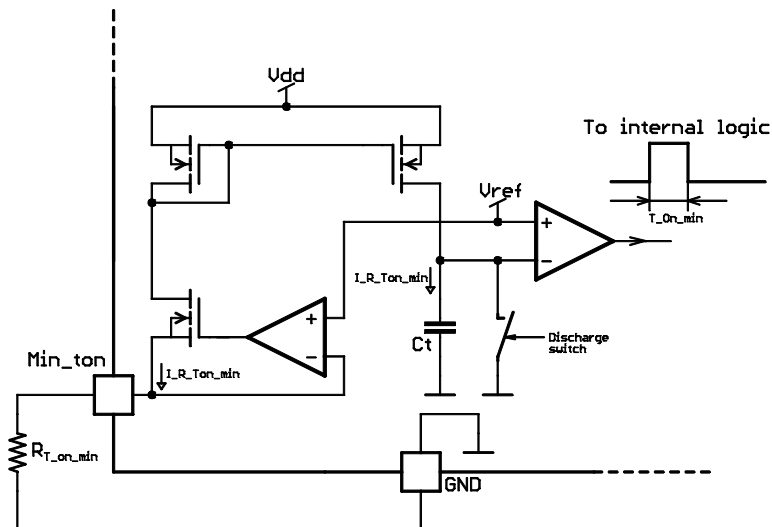 Vdd
To internal logic
Vref
T_On_min
+
−
I_R_Ton_min
+
−
Ct
Discharge
switch
Min_ton
I_R_Ton_min
RT_on_min
GND